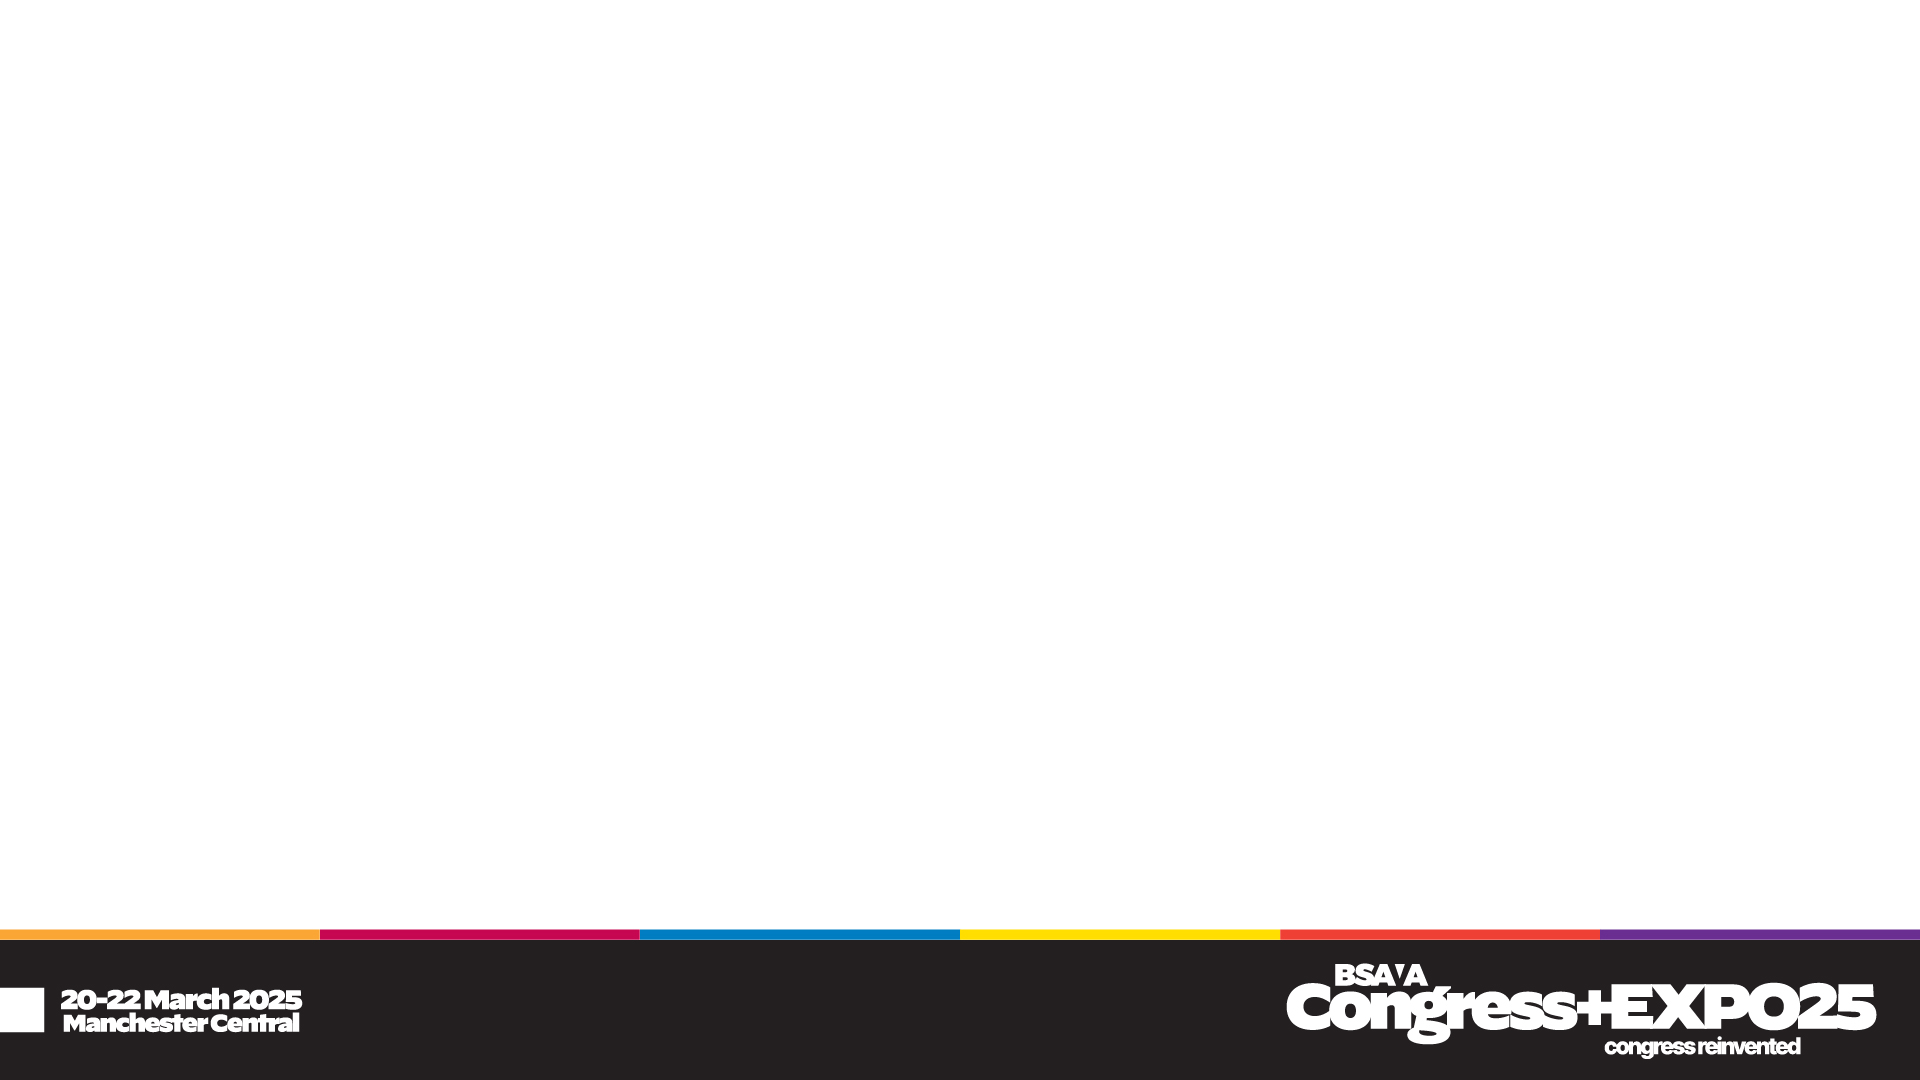 20-22 March 2025
Manchester Central
BSAVA
Congress+EXPO25
congress reinvented